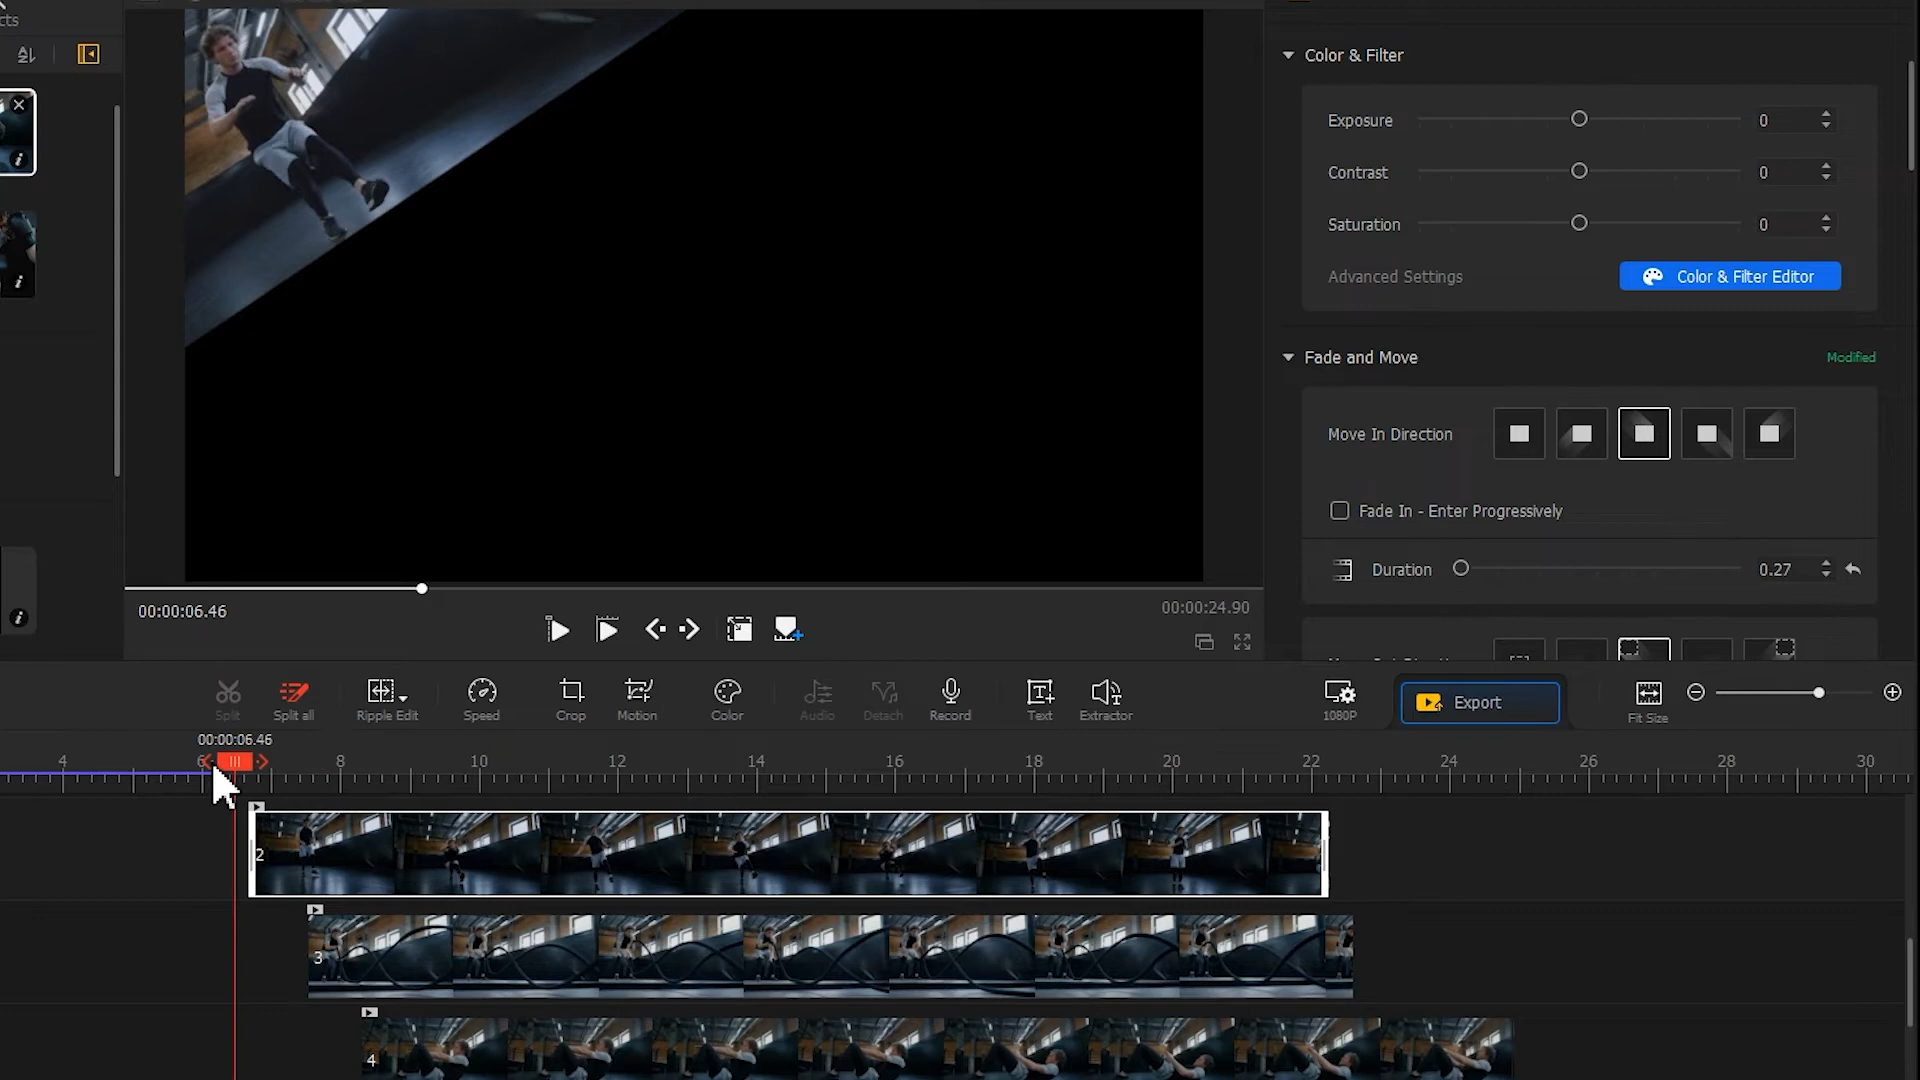 cts
Color & Filter
Exposure 0
Contrast 0
Saturation 0
Advanced Settings Color & Filter Editor
Fade and Move Modified
Move In Direction
Fade In - Enter Progressively
Duration 0.27
00:00:06.46 00:00:24.90
Split Split all Ripple Edit Speed Crop Motion Color Audio Detach Record Text Extractor 1080P Export Fit Size
00:00:06.46
4 6 8 10 12 14 16 18 20 22 24 26 28 30
2
3
4